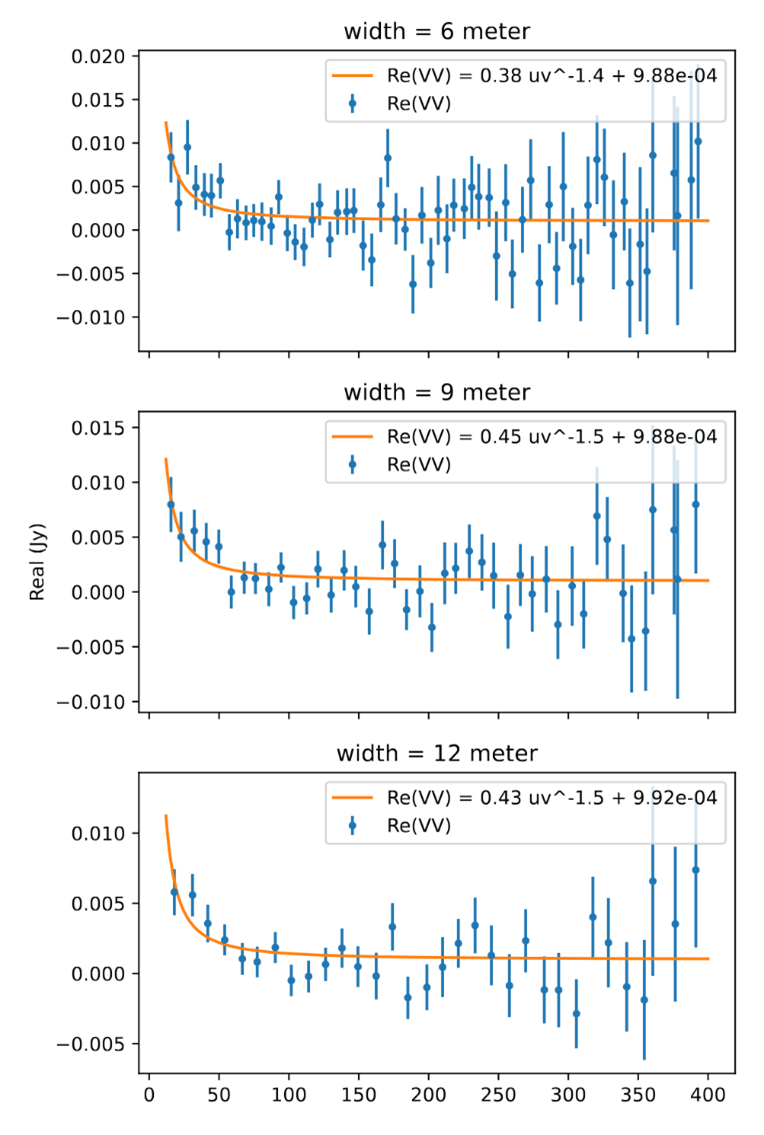 width = 6 meter
0.020
0.015
0.010
0.005
0.000
−0.005
−0.010
Re(VV) = 0.38 uv^-1.4 + 9.88e-04
Re(VV)
width = 9 meter
0.015
0.010
0.005
0.000
−0.005
−0.010
Real (Jy)
Re(VV) = 0.45 uv^-1.5 + 9.88e-04
Re(VV)
width = 12 meter
0.010
0.005
0.000
−0.005
Re(VV) = 0.43 uv^-1.5 + 9.92e-04
Re(VV)
0 50 100 150 200 250 300 350 400